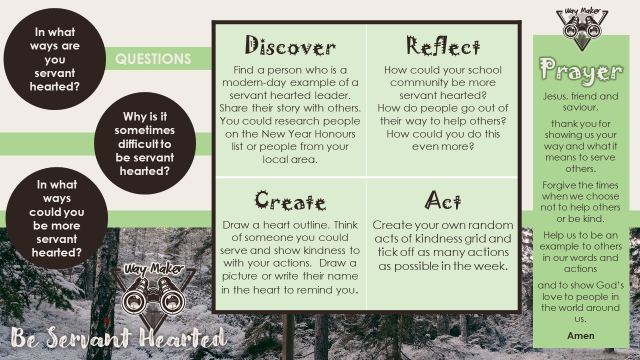 In what
ways are
you
servant
hearted?
QUESTIONS
Why is it
sometimes
difficult to
be servant
hearted?
In what
ways
could you
be more
servant
hearted?
Way Maker
Be Servant Hearted
Discover
Find a person who is a
modern-day example of a
servant hearted leader.
Share their story with others.
You could research people
on the New Year Honours
list or people from your
local area.
Reflect
How could your school
community be more
servant hearted?
How do people go out of
their way to help others?
How could you do this
even more?
Create
Draw a heart outline. Think
of someone you could
serve and show kindness to
with your actions. Draw a
picture or write their name
in the heart to remind you.
Act
Create your own random
acts of kindness grid and
tick off as many actions
as possible in the week.
Way Maker
Prayer
Jesus, friend and
saviour,
thank you for
showing us your
way and what it
means to serve
others.
Forgive the times
when we choose
not to help others
or be kind.
Help us to be an
example to others
in our words and
actions
and to show God's
love to people in
the world around
us.
Amen